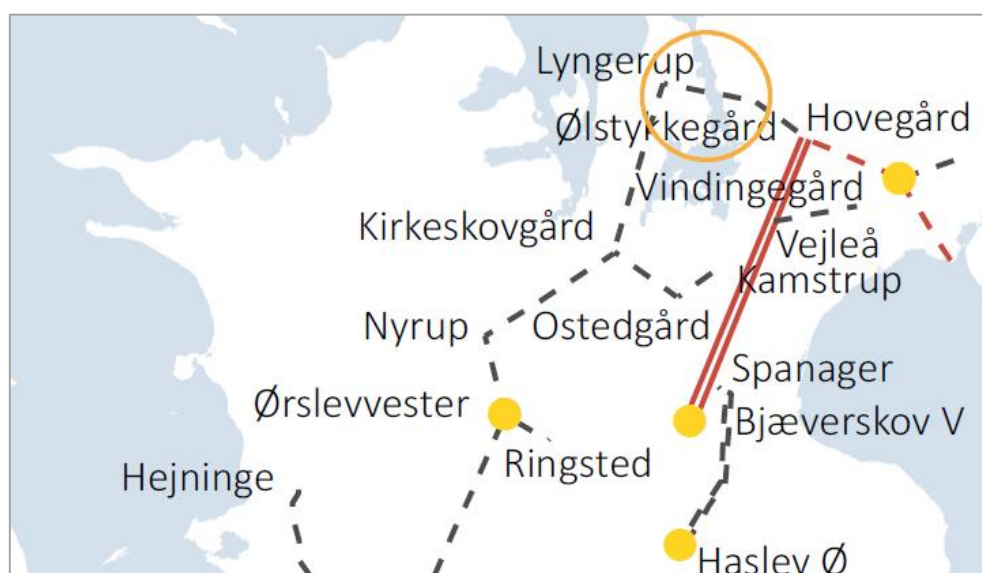 Lyngerup
Hovegård
Ølstykkegård
Vindingegård
Kirkeskovgård
Vejleå
Kamstrup
Nyrup
Ostedgård
Spanager
Ørslevvester
Bjæverskov V
Ringsted
Hejninge
Haslev Ø